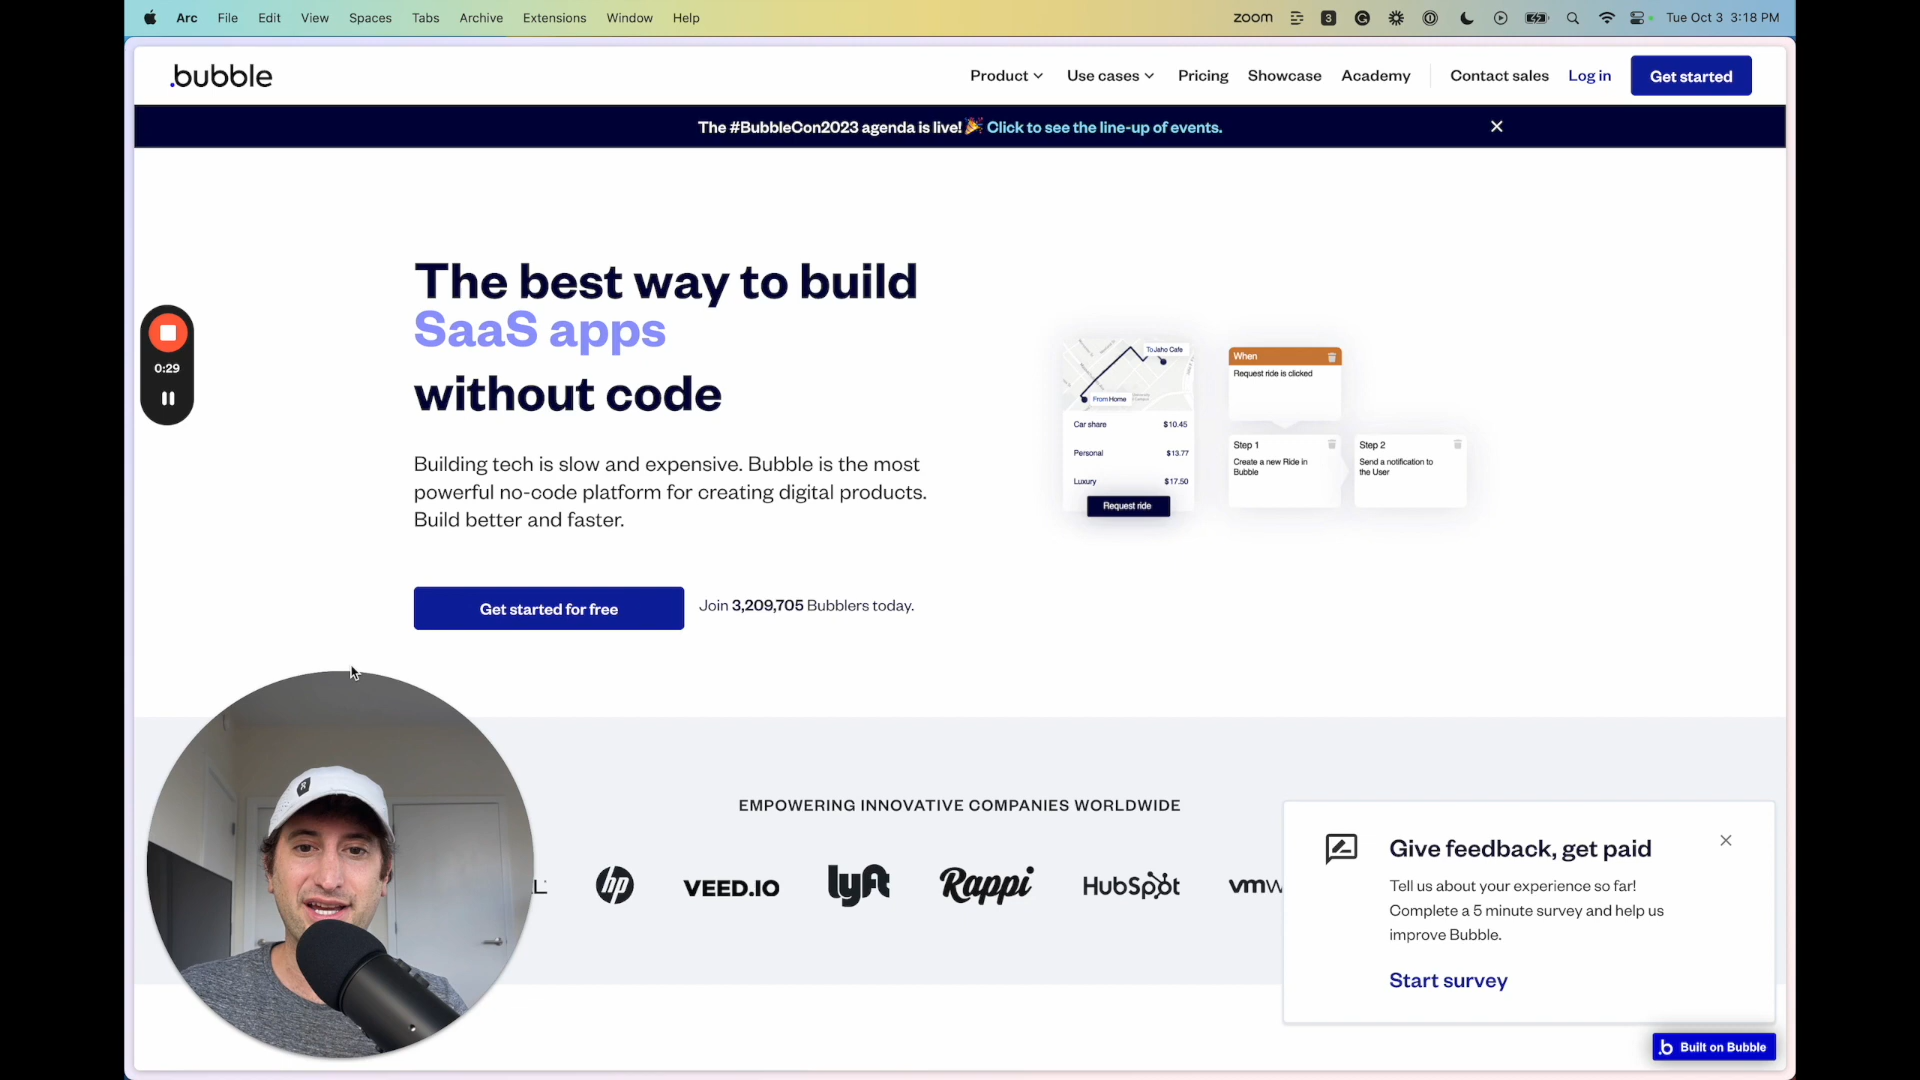 Arc File Edit View Spaces Tabs Archive Extensions Window Help
zoom 3 Tue Oct 3 3:18 PM
.bubble
Product Use cases Pricing Showcase Academy Contact sales Log in Get started
The #BubbleCon2023 agenda is live! 🎉 Click to see the line-up of events.
The best way to build
SaaS apps
without code
0:29
Building tech is slow and expensive. Bubble is the most
powerful no-code platform for creating digital products.
Build better and faster.
Get started for free
Join 3,209,705 Bubblers today.
To Jaho Cafe
From Home
Car share $10.45
Personal $13.77
Luxury $17.50
Request ride
When
Request ride is clicked
Step 1
Create a new Ride in
Bubble
Step 2
Send a notification to
the User
EMPOWERING INNOVATIVE COMPANIES WORLDWIDE
L' hp VEED.IO lyft Rappi HubSpot vmw
Give feedback, get paid
Tell us about your experience so far!
Complete a 5 minute survey and help us
improve Bubble.
Start survey
b Built on Bubble